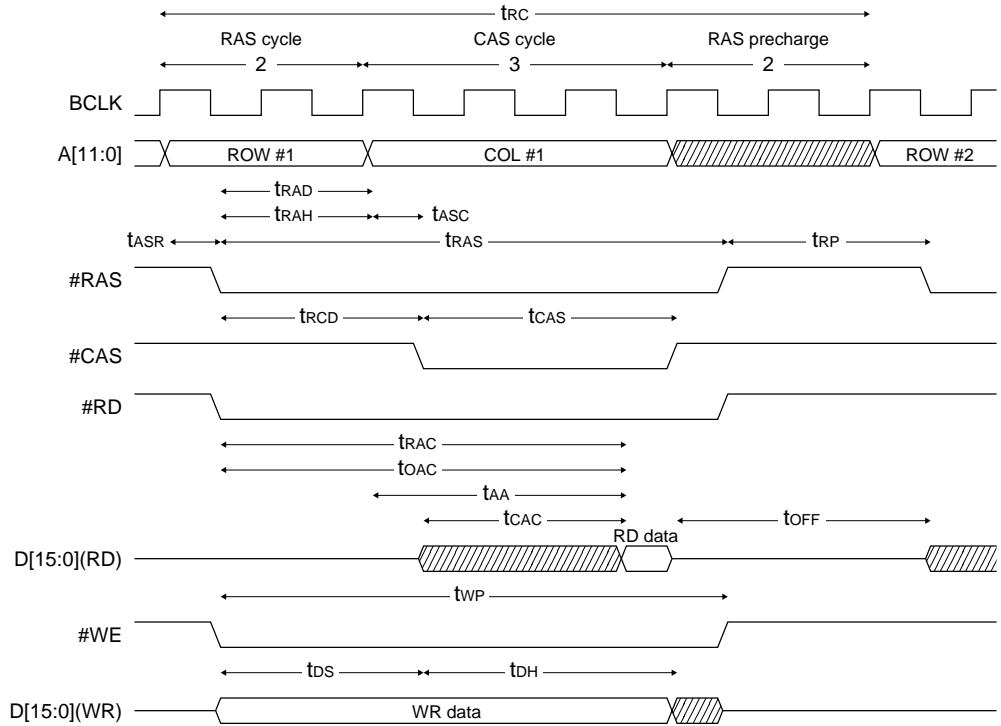 tRC
RAS cycle CAS cycle RAS precharge
2 3 2
BCLK
A[11:0] ROW #1 COL #1 ROW #2
tRAD
tRAH tASC
tASR tRAS tRP
#RAS
tRCD tCAS
#CAS
#RD
tRAC
tOAC
tAA
tCAC tOFF
RD data
D[15:0](RD)
tWP
#WE
tDS tDH
D[15:0](WR) WR data